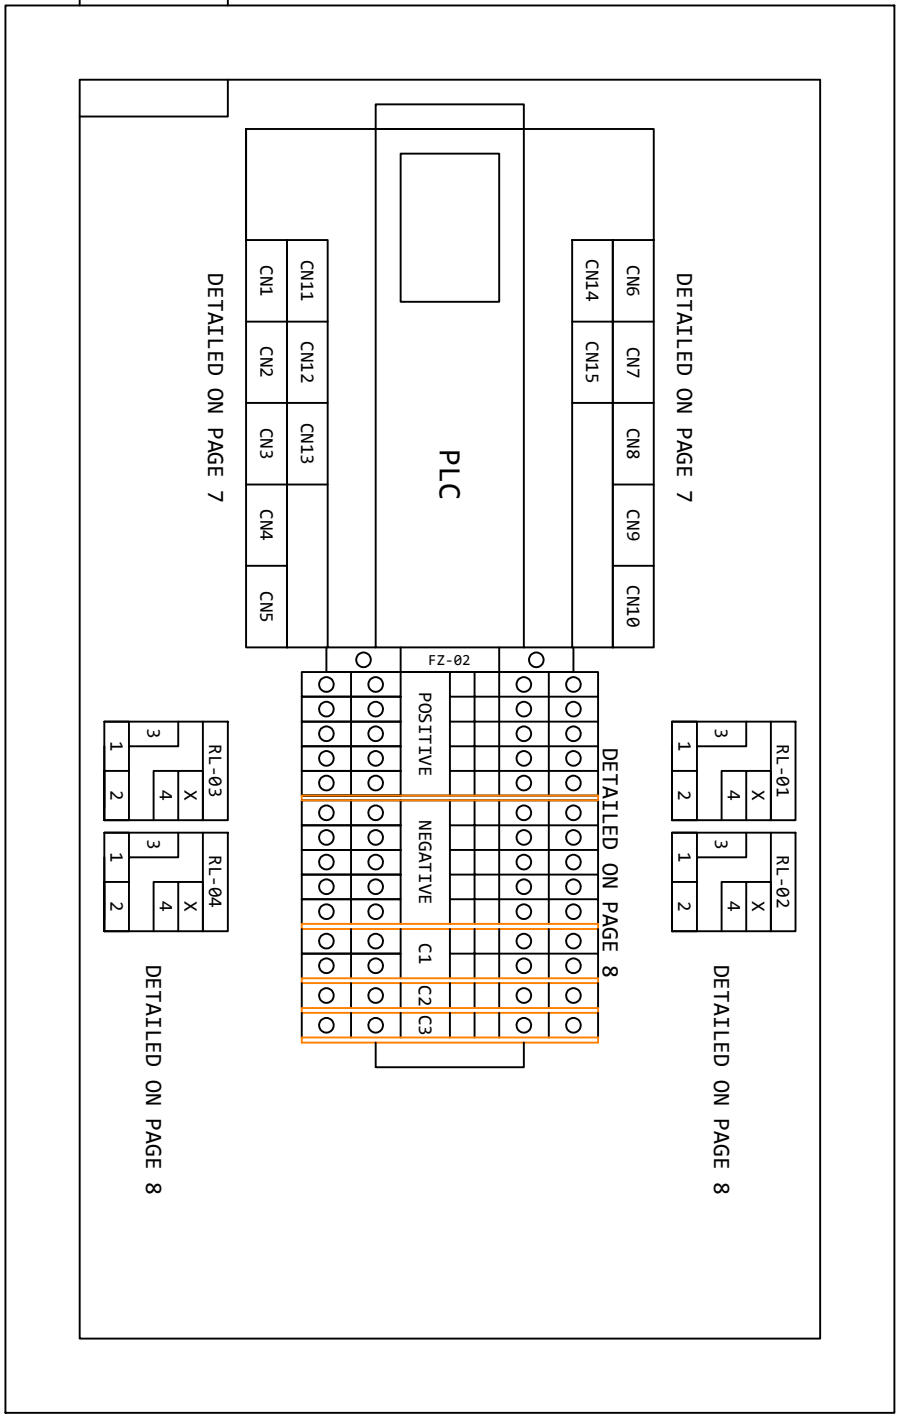 DETAILED ON PAGE 7
CN6 CN7 CN8 CN9 CN10
CN14 CN15
PLC
CN11 CN12 CN13
CN1 CN2 CN3 CN4 CN5
DETAILED ON PAGE 7
RL-01
X
3 4
1 2
RL-02
X
3 4
1 2
DETAILED ON PAGE 8
DETAILED ON PAGE 8
FZ-02
POSITIVE
NEGATIVE
C1
C2
C3
RL-03
X
3 4
1 2
RL-04
X
3 4
1 2
DETAILED ON PAGE 8